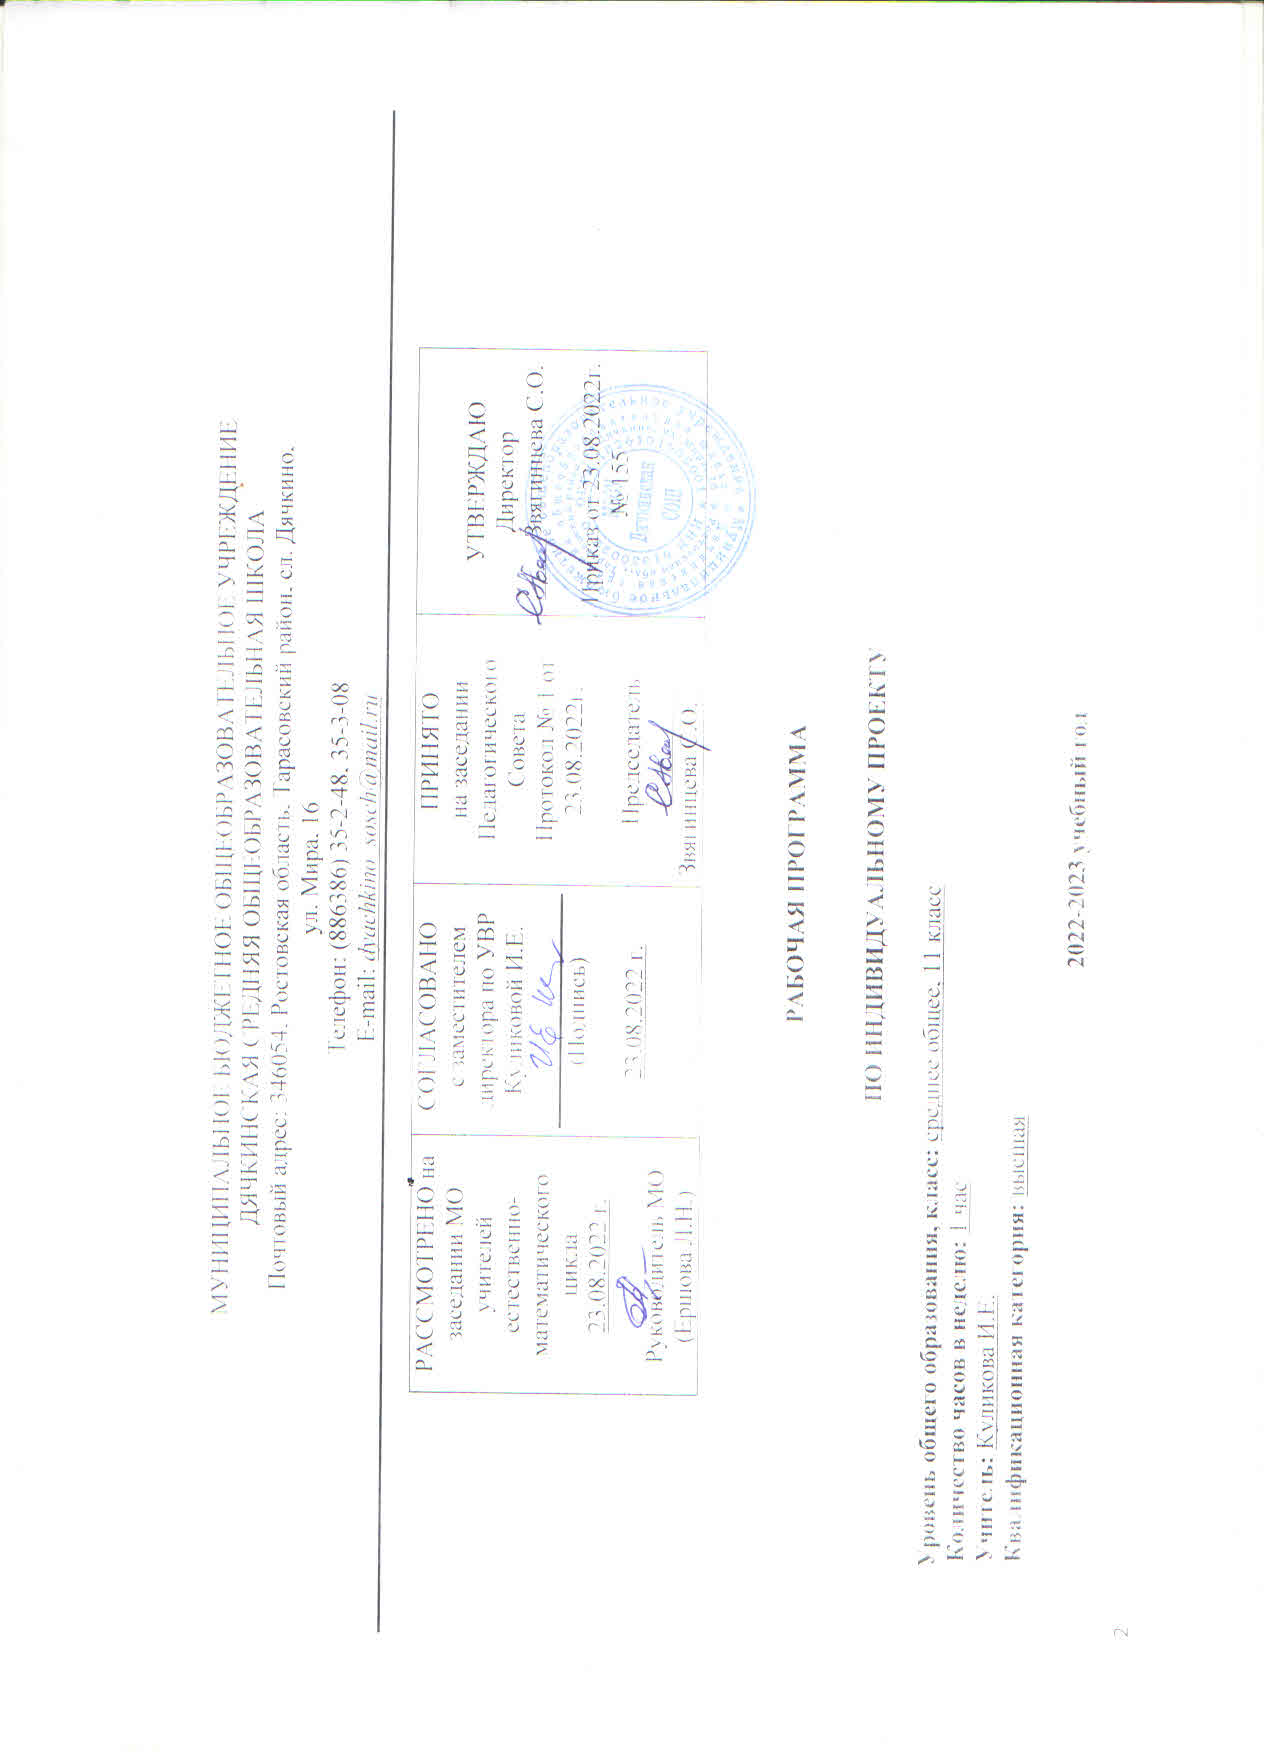 МУНИЦИПАЛЬНОЕ БЮДЖЕТНОЕ ОБЩЕОБРАЗОВАТЕЛЬНОЕ УЧРЕЖДЕНИЕ
ДЯЧКИНСКАЯ СРЕДНЯЯ ОБЩЕОБРАЗОВАТЕЛЬНАЯ ШКОЛА
Почтовый адрес: 346054, Ростовская область, Тарасовский район, сл. Дячкино,
ул. Мира, 16
Телефон: (886386) 35-2-48, 35-3-08
E-mail: dyachkino_sosch@mail.ru
РАССМОТРЕНО на
заседании МО
учителей
естественно-
математического
цикла
23.08.2022 г.
Руководитель МО
(Ершова Л.Н.)
СОГЛАСОВАНО
с заместителем
директора по УВР
Куликовой И.Е.
(Подпись)
23.08.2022 г.
ПРИНЯТО
на заседании
Педагогического
Совета
Протокол № 1 от
23.08.2022г.
Председатель
Звягинцева С.О.
УТВЕРЖДАЮ
Директор
Звягинцева С.О.
Приказ от 23.08.2022г.
№ 155
Дячкинская
СОШ
РАБОЧАЯ ПРОГРАММА
ПО ИНДИВИДУАЛЬНОМУ ПРОЕКТУ
Уровень общего образования, класс: среднее общее, 11 класс
Количество часов в неделю: 1 час
Учитель: Куликова И.Е.
Квалификационная категория: высшая
2022-2023 учебный год
2